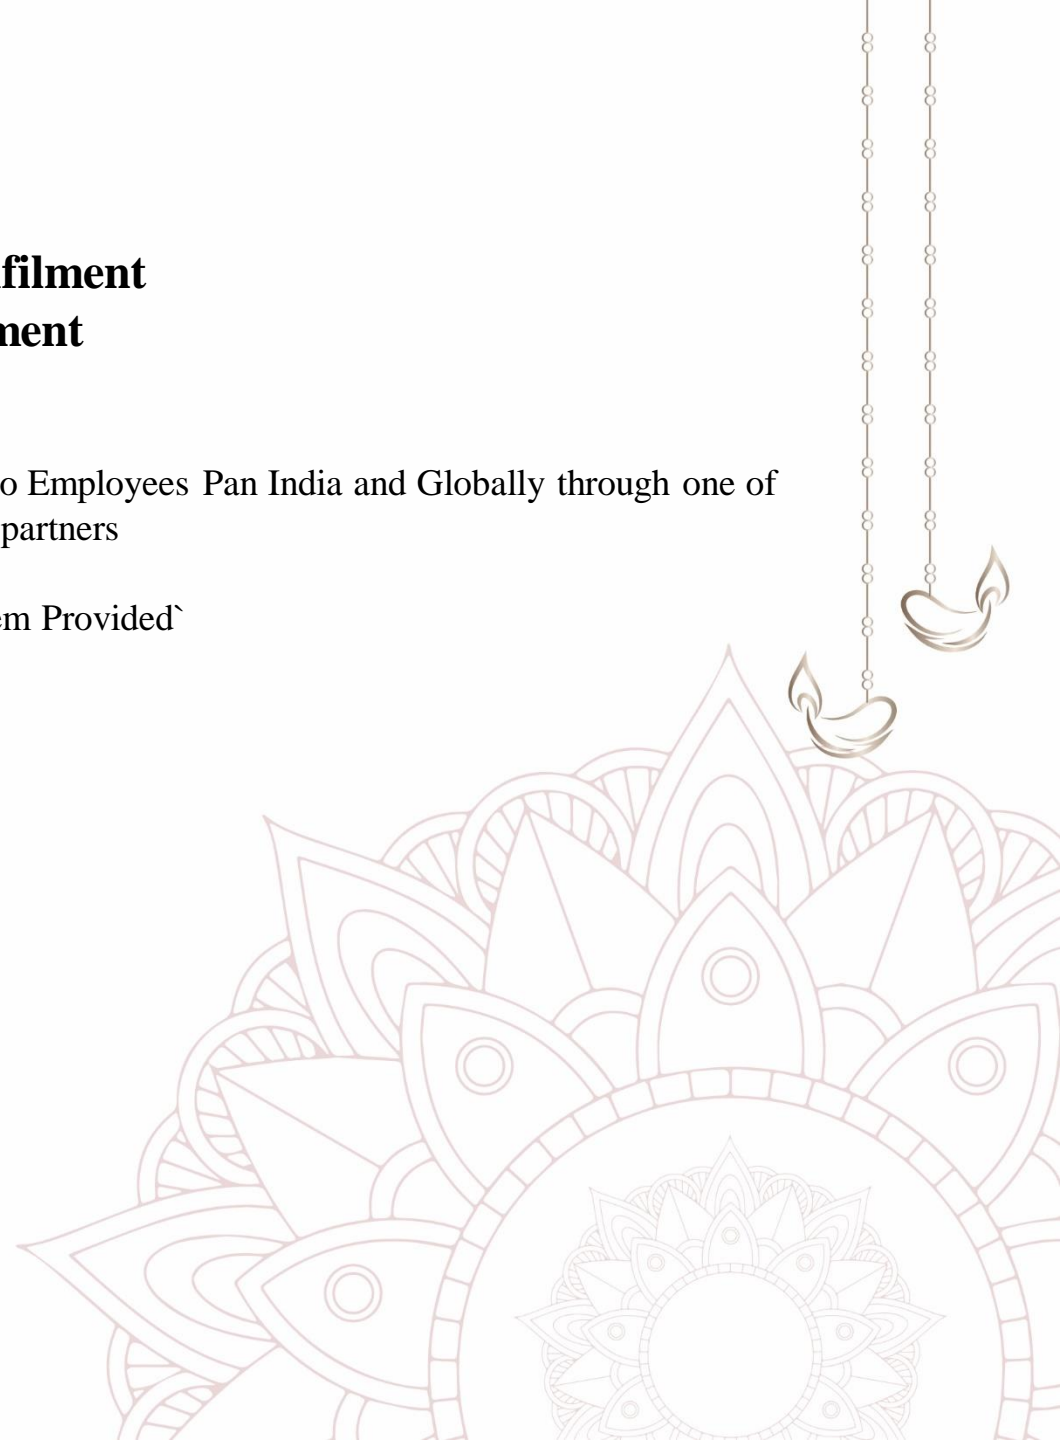 filment
ment
o Employees Pan India and Globally through one of
partners
em Provided`